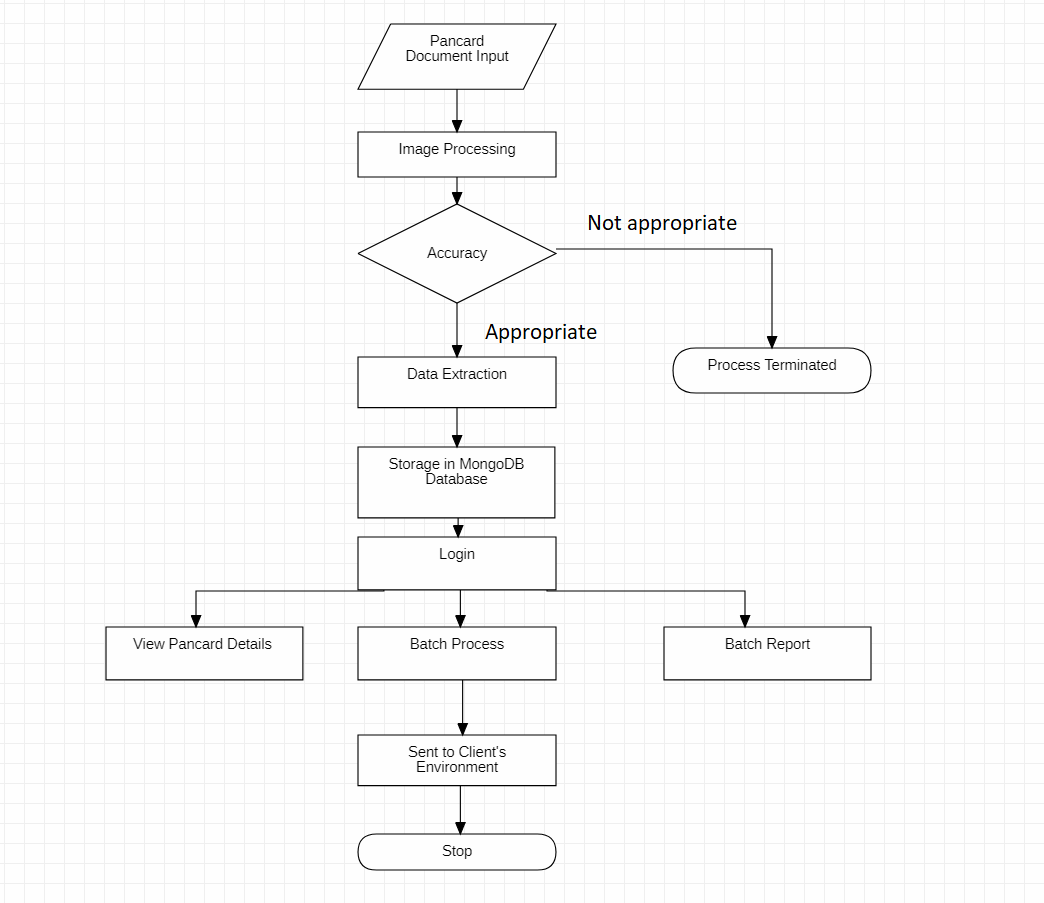 Pancard
Document Input
Image Processing
Not appropriate
Accuracy
Appropriate
Process Terminated
Data Extraction
Storage in MongoDB
Database
Login
View Pancard Details
Batch Process
Batch Report
Sent to Client's
Environment
Stop